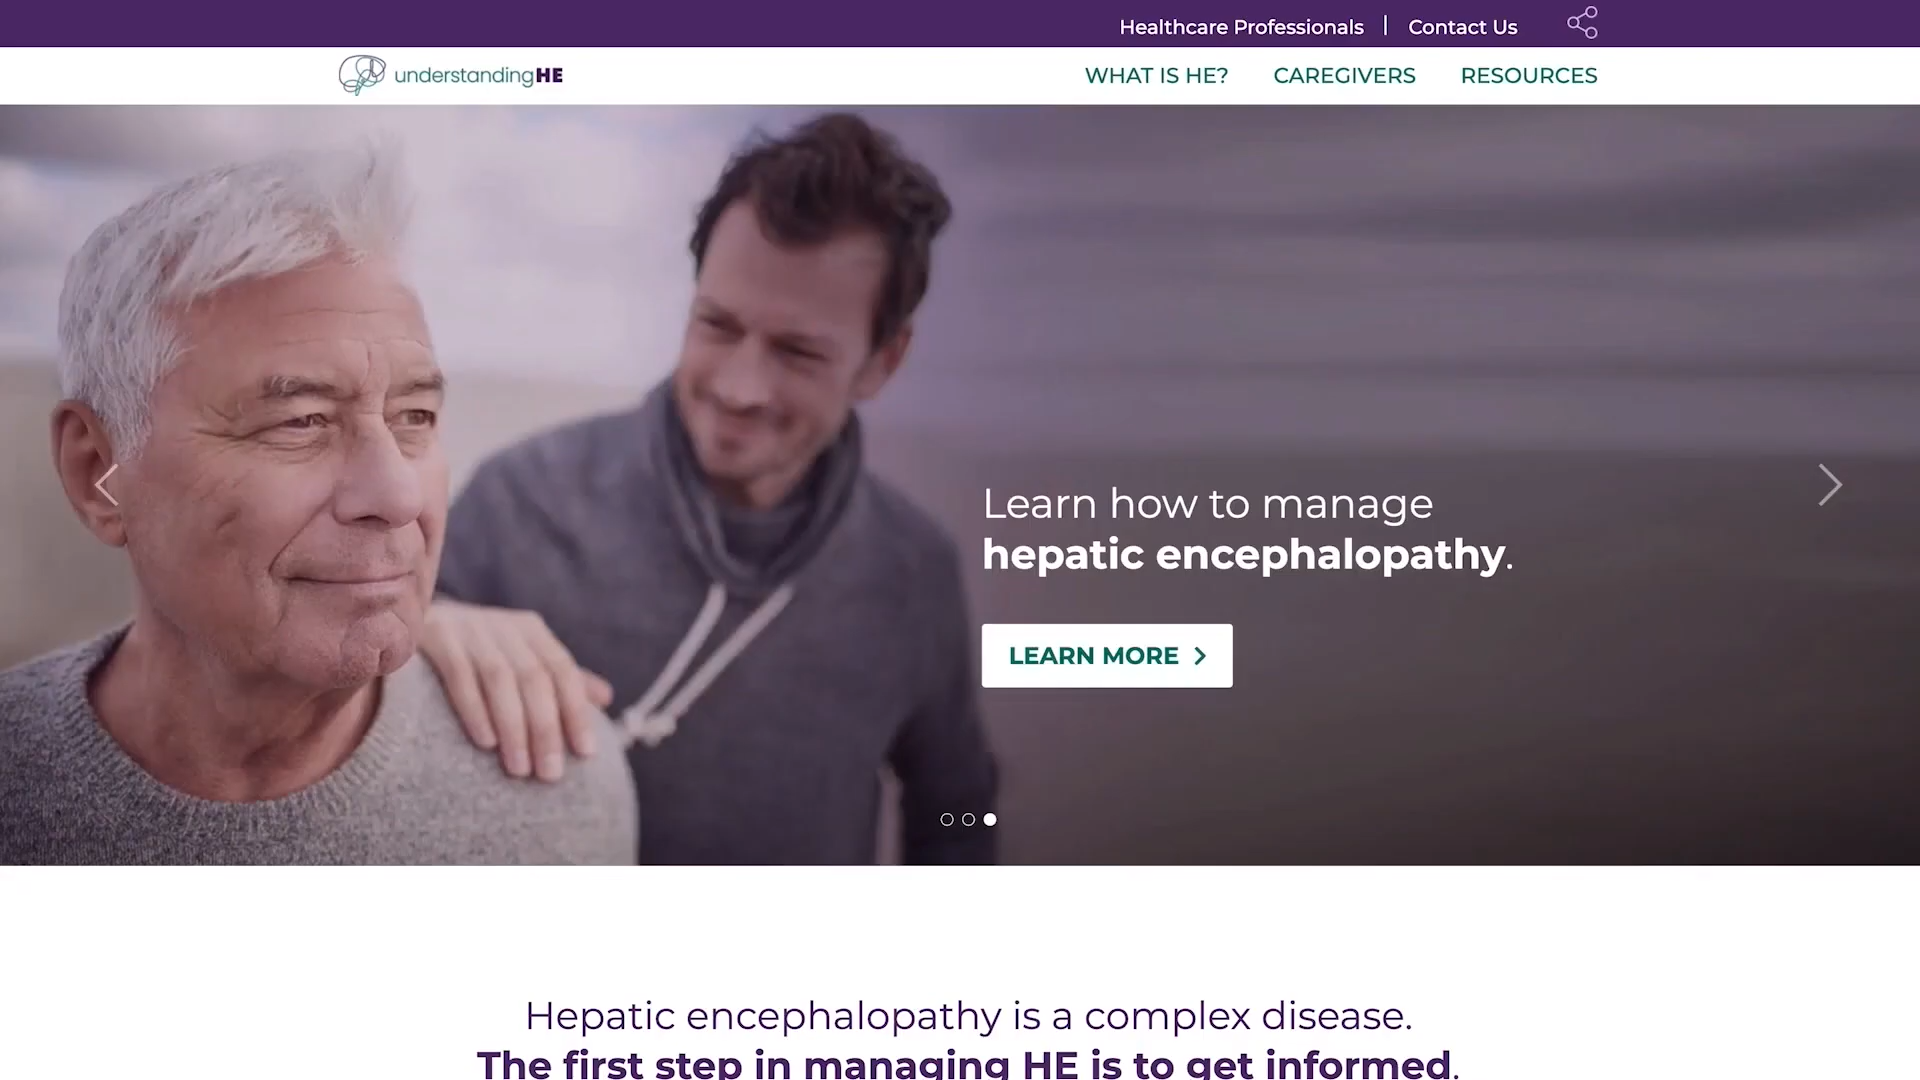 Healthcare Professionals | Contact Us
understandingHE
WHAT IS HE? CAREGIVERS RESOURCES
Learn how to manage
hepatic encephalopathy.
LEARN MORE
Hepatic encephalopathy is a complex disease.
The first step in managing HE is to get informed.